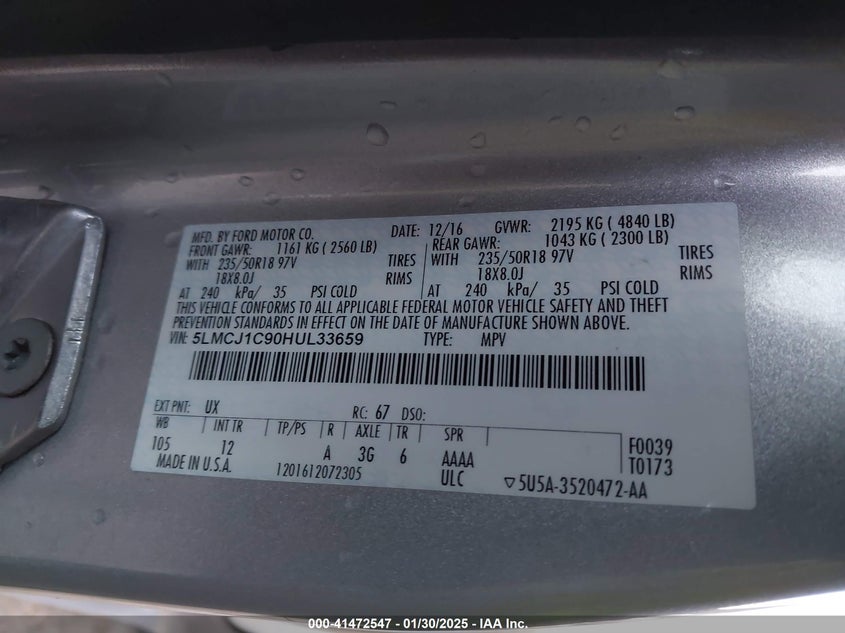 MFD. BY FORD MOTOR CO. DATE: 12/16 GVWR: 2195 KG ( 4840 LB)
FRONT GAWR: 1161 KG ( 2560 LB) REAR GAWR: 1043 KG ( 2300 LB)
WITH 235/50R18 97V TIRES WITH 235/50R18 97V TIRES
18X8.0J RIMS 18X8.0J RIMS
AT 240 kPa/ 35 PSI COLD AT 240 kPa/ 35 PSI COLD
THIS VEHICLE CONFORMS TO ALL APPLICABLE FEDERAL MOTOR VEHICLE SAFETY AND THEFT
PREVENTION STANDARDS IN EFFECT ON THE DATE OF MANUFACTURE SHOWN ABOVE.
VIN: 5LMCJ1C90HUL33659 TYPE: MPV
EXT PNT: UX RC: 67 DSO:
WB INT TR TP/PS R AXLE TR SPR F0039
105 12 A 3G 6 AAAA T0173
MADE IN U.S.A. 1201612072305 ULC ▽5U5A-3520472-AA
000-41472547 - 01/30/2025 - IAA Inc.